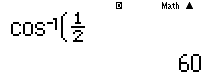 D Math ▲
cos⁻¹(1/2
60